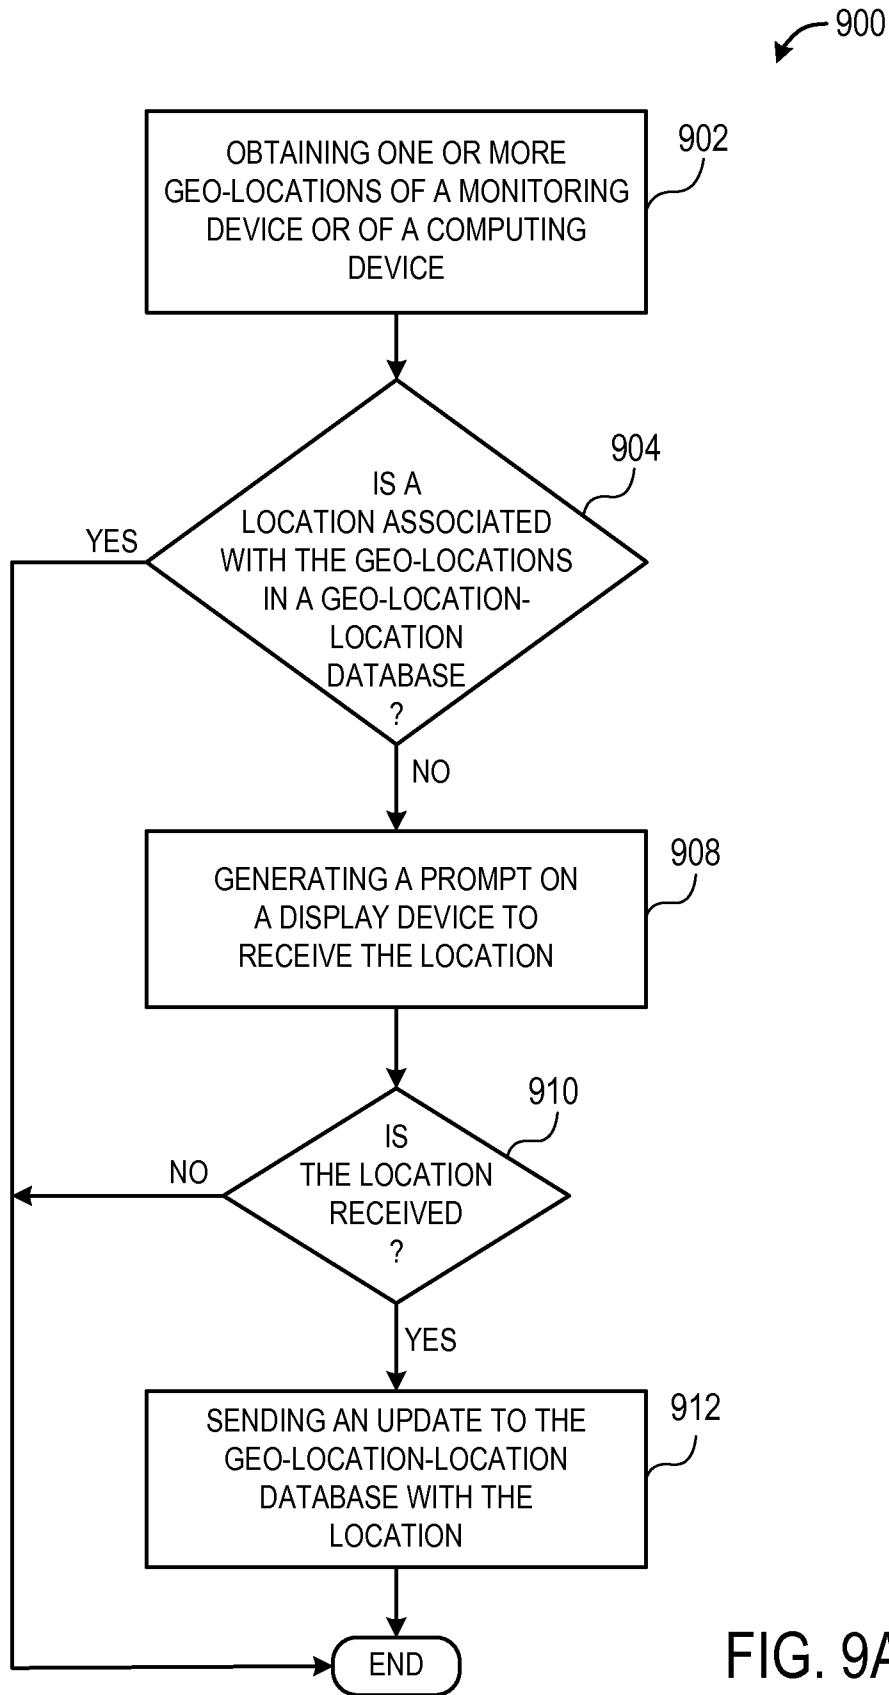 900
OBTAINING ONE OR MORE
GEO-LOCATIONS OF A MONITORING
DEVICE OR OF A COMPUTING
DEVICE
902
IS A
LOCATION ASSOCIATED
WITH THE GEO-LOCATIONS
IN A GEO-LOCATION-
LOCATION
DATABASE
?
904
YES
NO
GENERATING A PROMPT ON
A DISPLAY DEVICE TO
RECEIVE THE LOCATION
908
IS
THE LOCATION
RECEIVED
?
910
NO
YES
SENDING AN UPDATE TO THE
GEO-LOCATION-LOCATION
DATABASE WITH THE
LOCATION
912
END
FIG. 9A